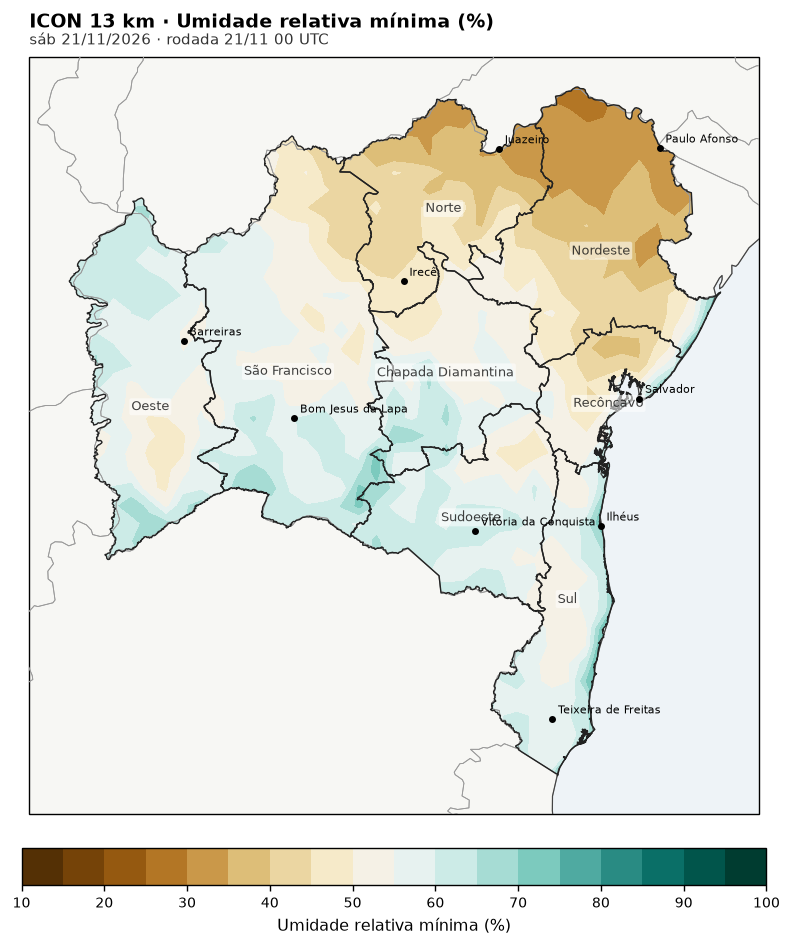 ICON 13 km · Umidade relativa mínima (%)
sáb 21/11/2026 · rodada 21/11 00 UTC
Juazeiro
Paulo Afonso
Norte
Nordeste
Irecê
Barreiras
São Francisco
Chapada Diamantina
Salvador
Oeste
Bom Jesus da Lapa
Recôncavo
Sudoeste
Vitória da Conquista
Ilhéus
Sul
Teixeira de Freitas
10 20 30 40 50 60 70 80 90 100
Umidade relativa mínima (%)